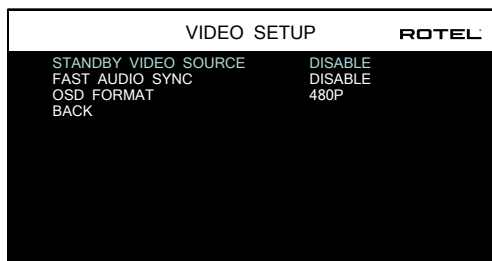 VIDEO SETUP ROTEL
STANDBY VIDEO SOURCE DISABLE
FAST AUDIO SYNC DISABLE
OSD FORMAT 480P
BACK